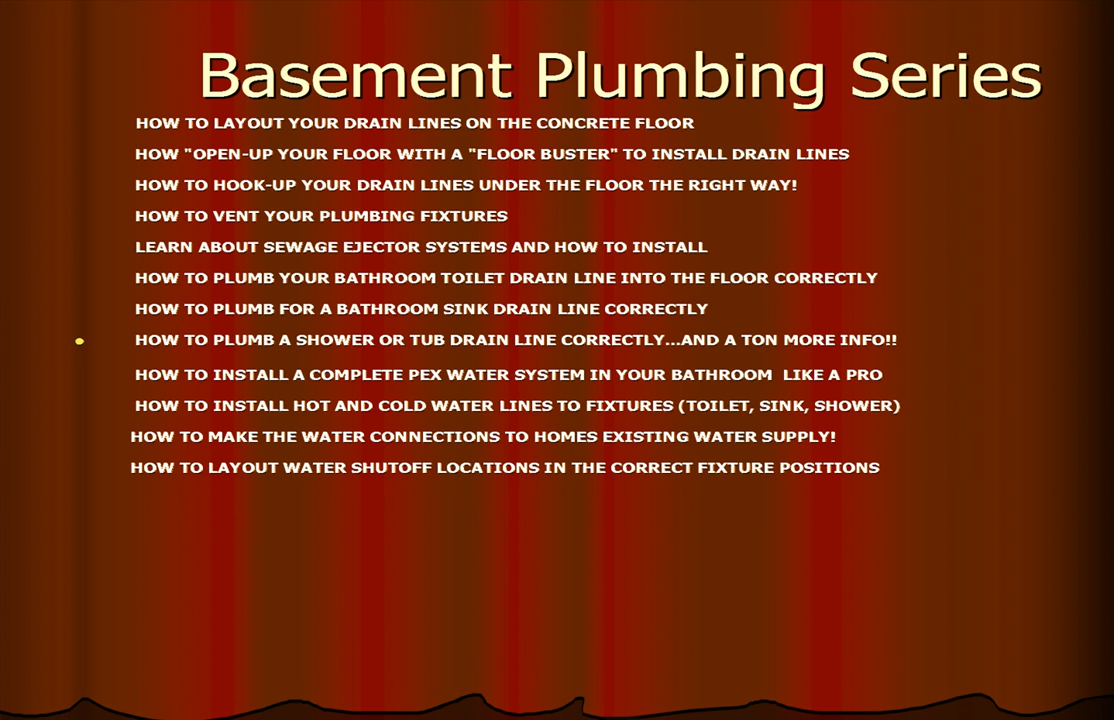 Basement Plumbing Series
HOW TO LAYOUT YOUR DRAIN LINES ON THE CONCRETE FLOOR
HOW "OPEN-UP YOUR FLOOR WITH A "FLOOR BUSTER" TO INSTALL DRAIN LINES
HOW TO HOOK-UP YOUR DRAIN LINES UNDER THE FLOOR THE RIGHT WAY!
HOW TO VENT YOUR PLUMBING FIXTURES
LEARN ABOUT SEWAGE EJECTOR SYSTEMS AND HOW TO INSTALL
HOW TO PLUMB YOUR BATHROOM TOILET DRAIN LINE INTO THE FLOOR CORRECTLY
HOW TO PLUMB FOR A BATHROOM SINK DRAIN LINE CORRECTLY
• HOW TO PLUMB A SHOWER OR TUB DRAIN LINE CORRECTLY...AND A TON MORE INFO!!
HOW TO INSTALL A COMPLETE PEX WATER SYSTEM IN YOUR BATHROOM  LIKE A PRO
HOW TO INSTALL HOT AND COLD WATER LINES TO FIXTURES (TOILET, SINK, SHOWER)
HOW TO MAKE THE WATER CONNECTIONS TO HOMES EXISTING WATER SUPPLY!
HOW TO LAYOUT WATER SHUTOFF LOCATIONS IN THE CORRECT FIXTURE POSITIONS